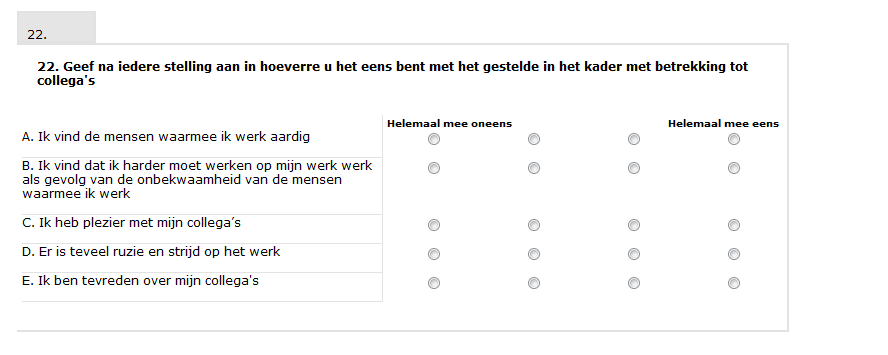 22.
22. Geef na iedere stelling aan in hoeverre u het eens bent met het gestelde in het kader met betrekking tot
collega's
Helemaal mee oneens Helemaal mee eens
A. Ik vind de mensen waarmee ik werk aardig
B. Ik vind dat ik harder moet werken op mijn werk werk
als gevolg van de onbekwaamheid van de mensen
waarmee ik werk
C. Ik heb plezier met mijn collega’s
D. Er is teveel ruzie en strijd op het werk
E. Ik ben tevreden over mijn collega's